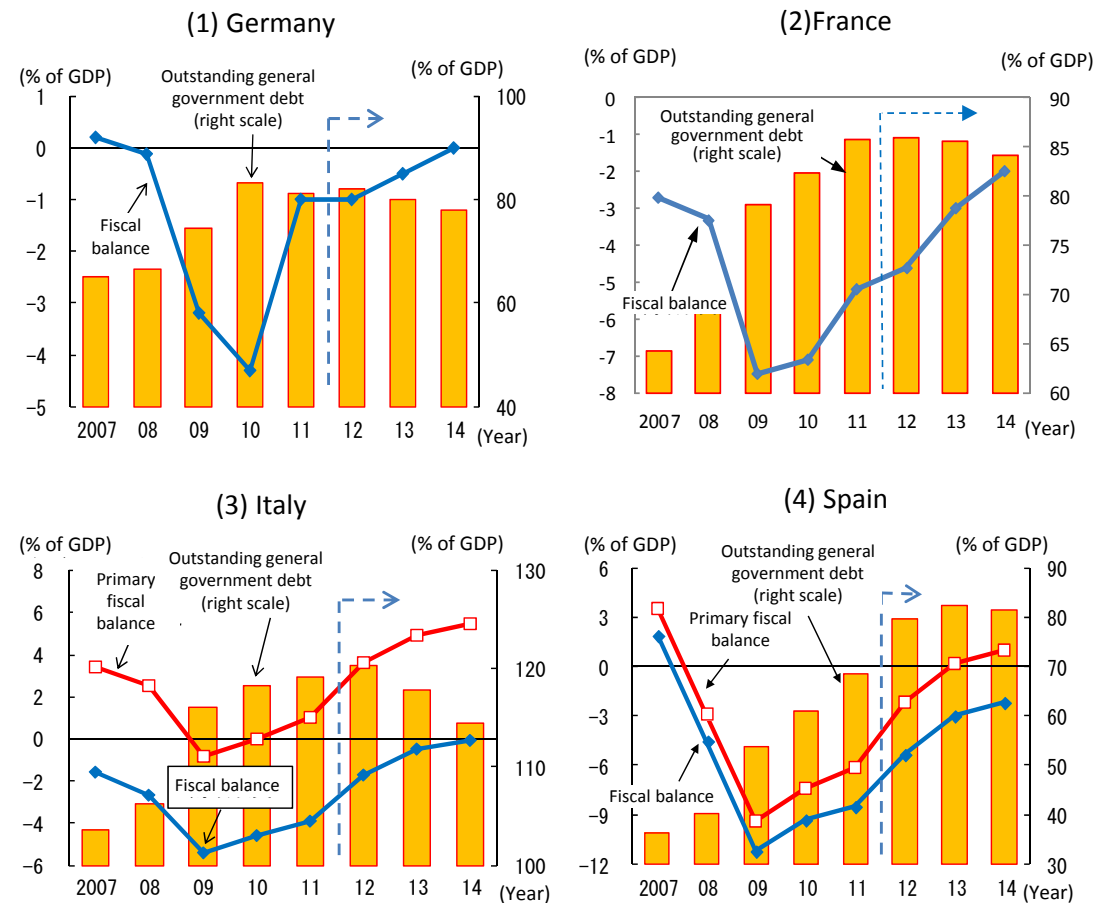 (1) Germany
(% of GDP)
(% of GDP)
Outstanding general
government debt
(right scale)
Fiscal
balance
1
0
−1
−2
−3
−4
−5
100
80
60
40
2007 08 09 10 11 12 13 14 (Year)
(2)France
(% of GDP)
(% of GDP)
Outstanding general
government debt
(right scale)
Fiscal balance
0
-1
-2
-3
-4
-5
-6
-7
-8
90
85
80
75
70
65
60
2007 08 09 10 11 12 13 14 (Year)
(3) Italy
(% of GDP)
(% of GDP)
Primary
fiscal
balance
Outstanding general
government debt
(right scale)
Fiscal balance
8
6
4
2
0
−2
−4
−6
130
120
110
100
2007 08 09 10 11 12 13 14 (Year)
(4) Spain
(% of GDP)
(% of GDP)
Outstanding general
government debt
(right scale)
Primary fiscal
balance
Fiscal balance
6
3
0
−3
−6
−9
−12
90
80
70
60
50
40
30
2007 08 09 10 11 12 13 14 (Year)